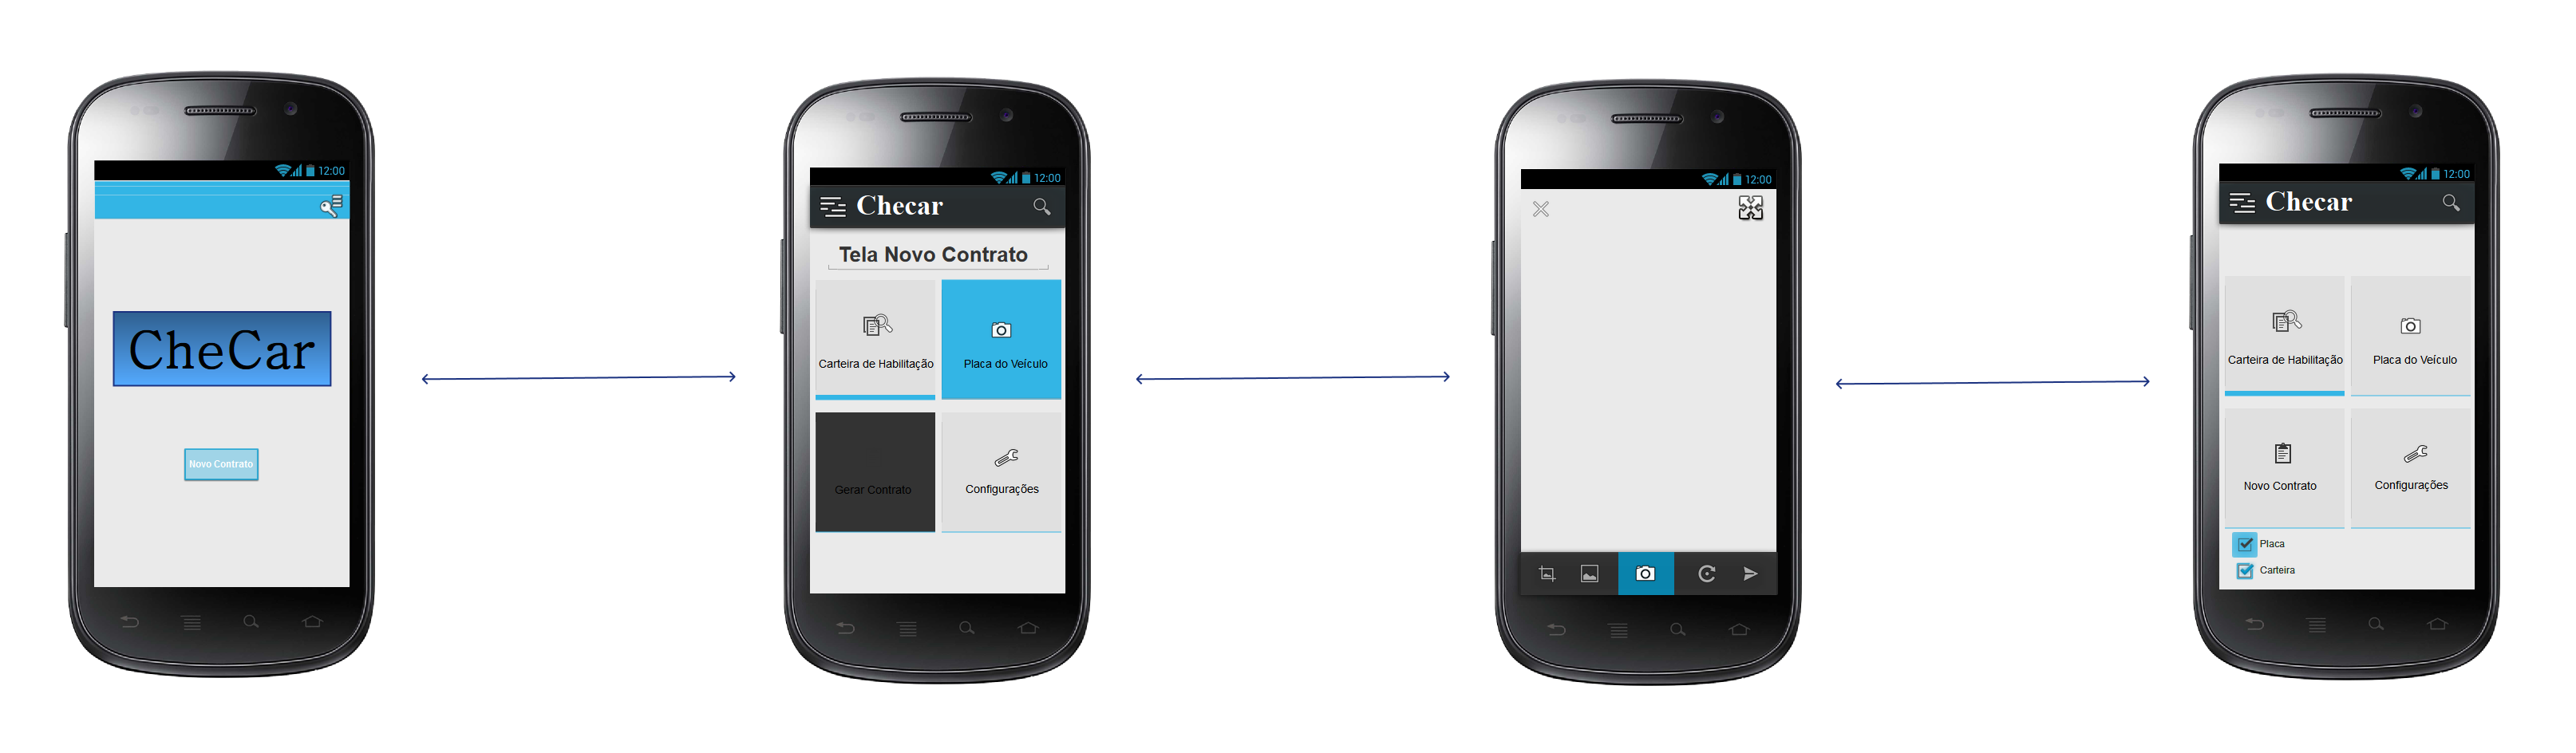 12:00
CheCar
Novo Contrato
12:00
Checar
Tela Novo Contrato
Carteira de Habilitação
Placa do Veículo
Gerar Contrato
Configurações
12:00
12:00
Checar
Carteira de Habilitação
Placa do Veículo
Novo Contrato
Configurações
Placa
Carteira